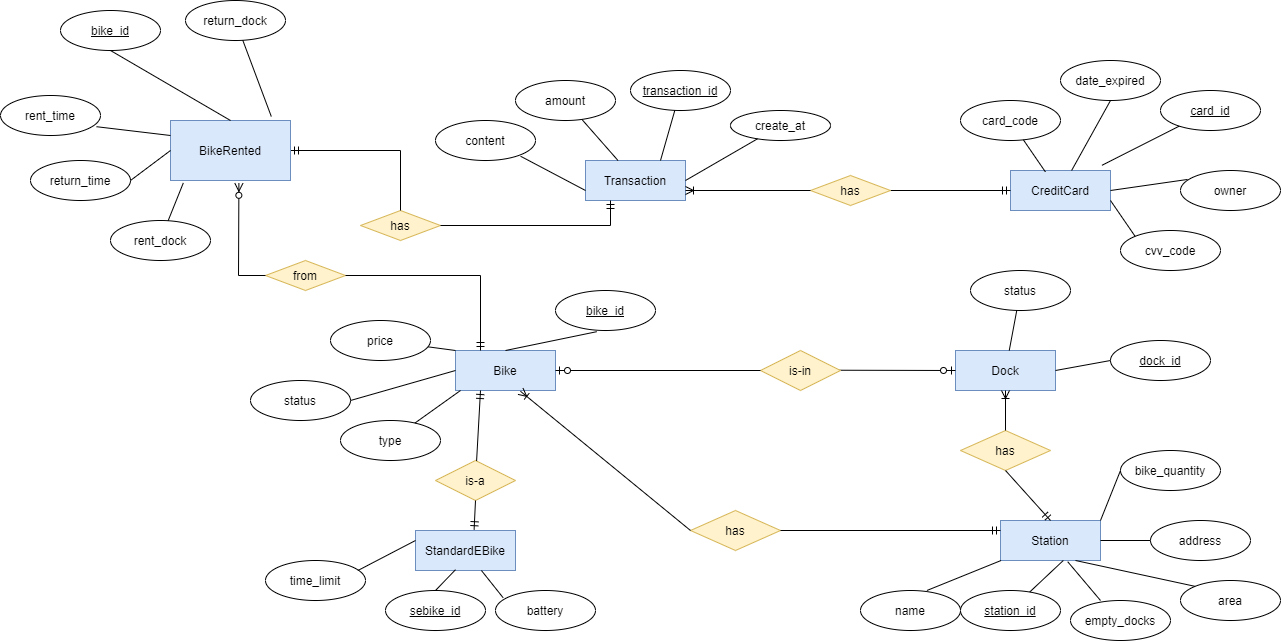 return_dock
bike_id
rent_time
BikeRented
return_time
rent_dock
content
amount
transaction_id
create_at
Transaction
has
has
card_code
date_expired
card_id
CreditCard
owner
cvv_code
from
bike_id
price
Bike
status
type
is-in
status
Dock
dock_id
is-a
has
has
StandardEBike
time_limit
sebike_id
battery
bike_quantity
Station
address
name
station_id
empty_docks
area